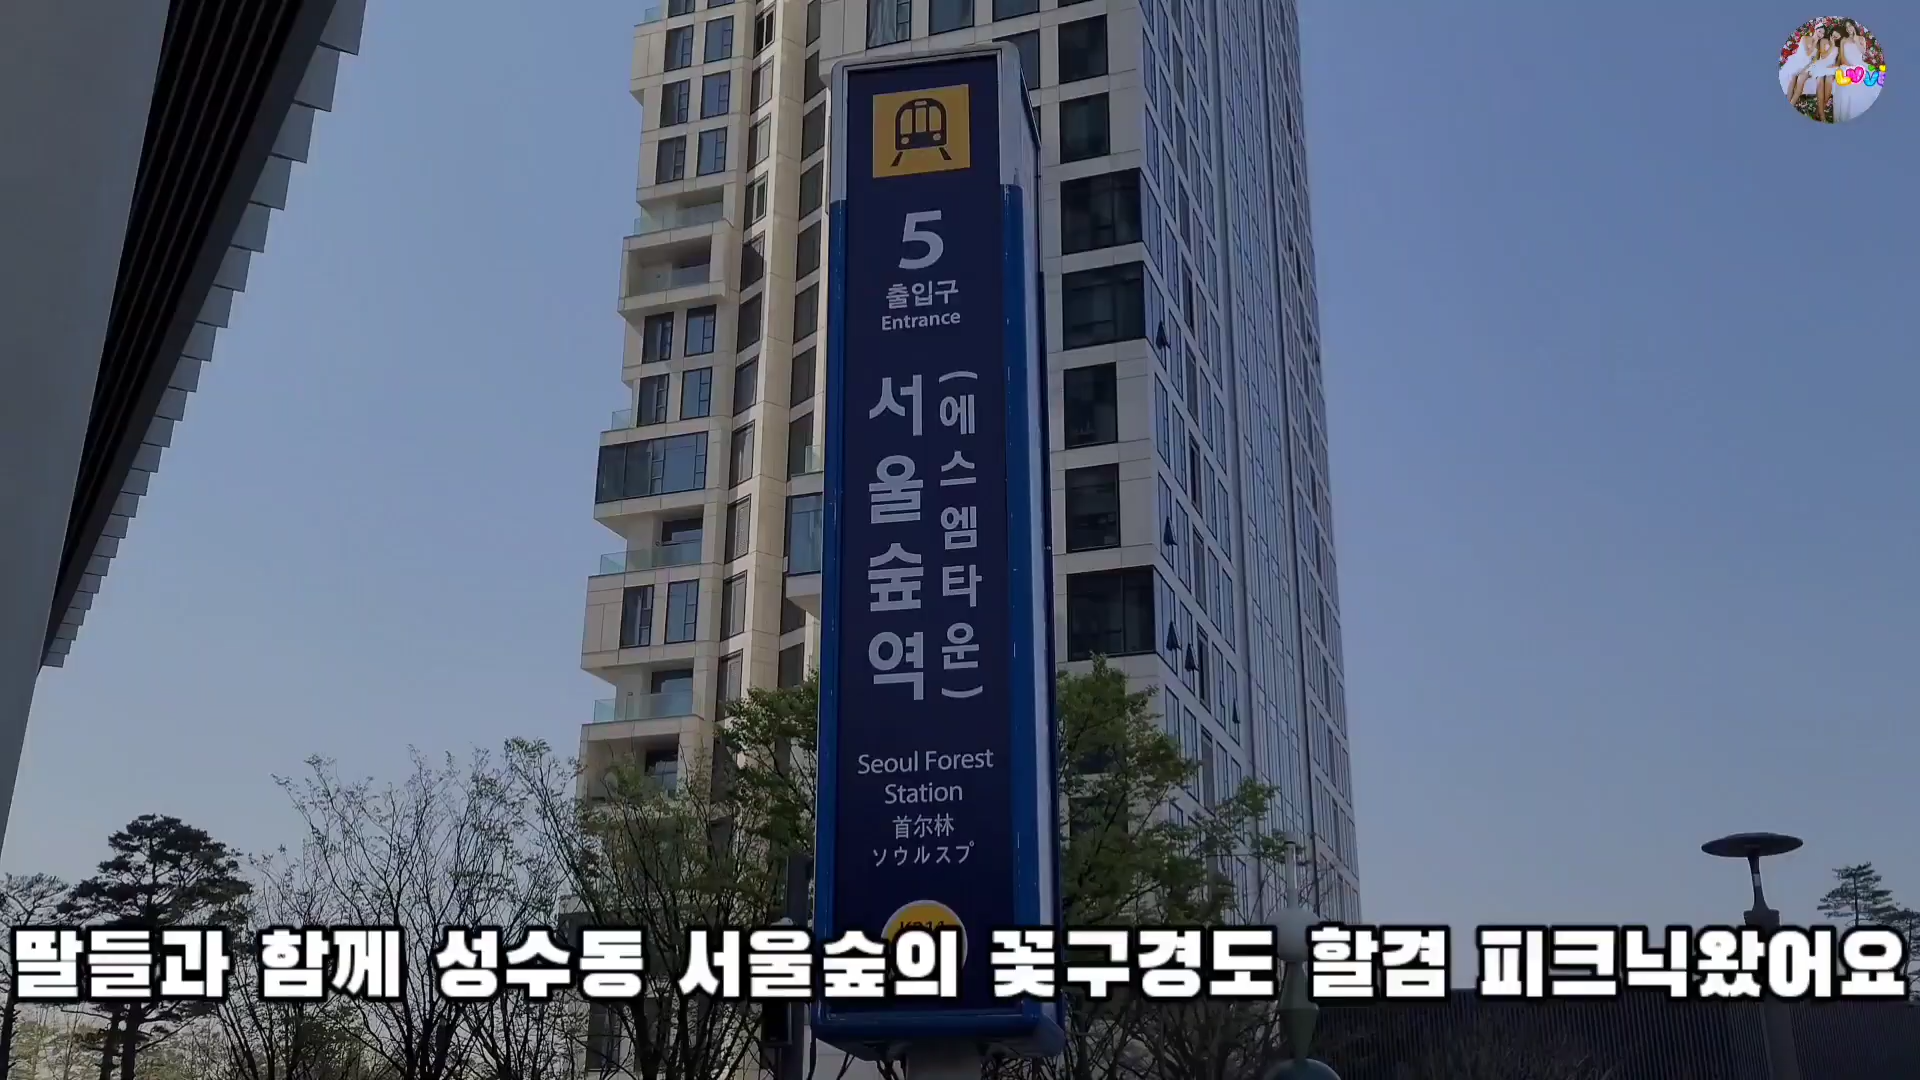 5
출입구
Entrance
서울숲역
(에스엠타운)
Seoul Forest
Station
首尔林
ソウルスプ
딸들과 함께 성수동 서울숲의 꽃구경도 할겸 피크닉왔어요
LOVE